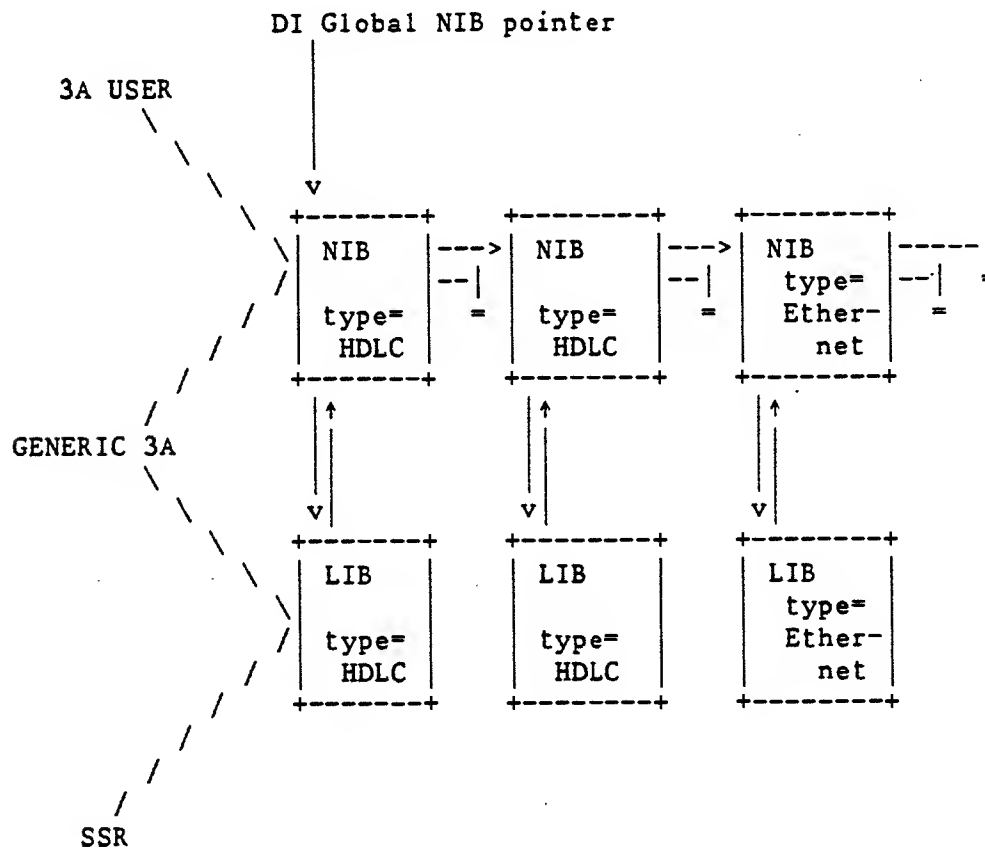 DI Global NIB pointer
3A USER
NIB NIB NIB
type=
type= type= Ether-
HDLC HDLC net
GENERIC 3A
LIB LIB LIB
type=
type= type= Ether-
HDLC HDLC net
SSR